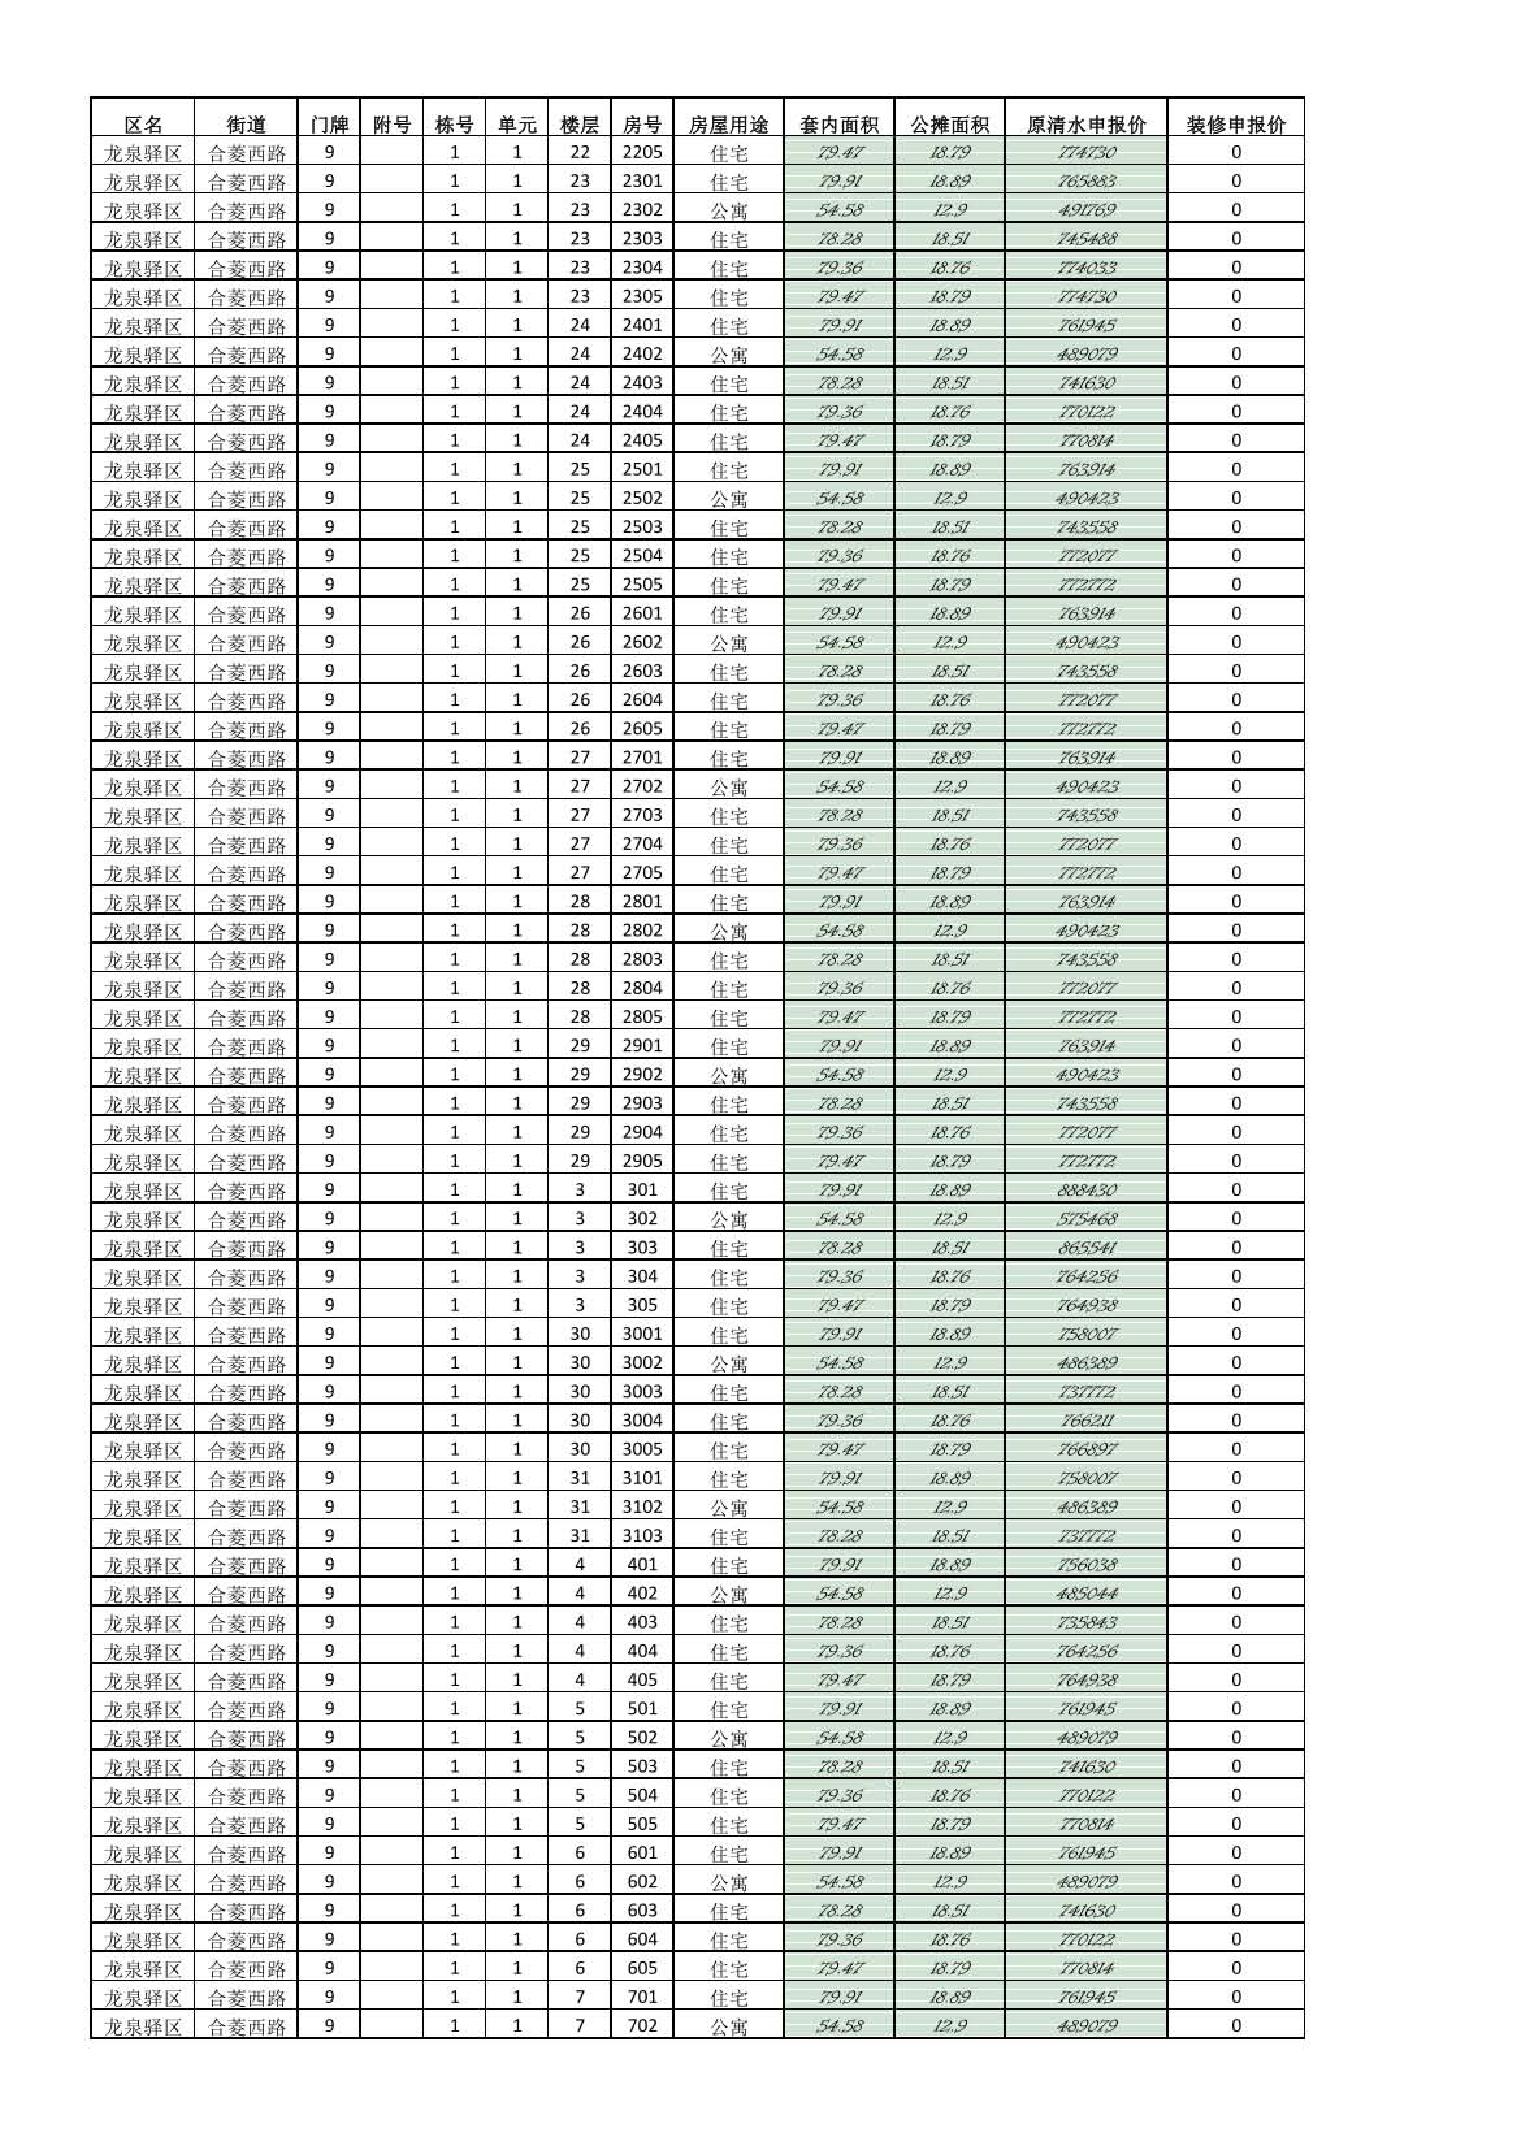 区名 街道 门牌 附号 栋号 单元 楼层 房号 房屋用途 套内面积 公摊面积 原清水申报价 装修申报价
龙泉驿区 合菱西路 9 1 1 22 2205 住宅 79.47 18.79 774730 0
龙泉驿区 合菱西路 9 1 1 23 2301 住宅 79.91 18.89 765883 0
龙泉驿区 合菱西路 9 1 1 23 2302 公寓 54.58 12.9 491769 0
龙泉驿区 合菱西路 9 1 1 23 2303 住宅 78.28 18.51 745488 0
龙泉驿区 合菱西路 9 1 1 23 2304 住宅 79.36 18.76 774033 0
龙泉驿区 合菱西路 9 1 1 23 2305 住宅 79.47 18.79 774730 0
龙泉驿区 合菱西路 9 1 1 24 2401 住宅 79.91 18.89 761945 0
龙泉驿区 合菱西路 9 1 1 24 2402 公寓 54.58 12.9 489079 0
龙泉驿区 合菱西路 9 1 1 24 2403 住宅 78.28 18.51 741630 0
龙泉驿区 合菱西路 9 1 1 24 2404 住宅 79.36 18.76 770122 0
龙泉驿区 合菱西路 9 1 1 24 2405 住宅 79.47 18.79 770814 0
龙泉驿区 合菱西路 9 1 1 25 2501 住宅 79.91 18.89 763914 0
龙泉驿区 合菱西路 9 1 1 25 2502 公寓 54.58 12.9 490423 0
龙泉驿区 合菱西路 9 1 1 25 2503 住宅 78.28 18.51 743558 0
龙泉驿区 合菱西路 9 1 1 25 2504 住宅 79.36 18.76 772077 0
龙泉驿区 合菱西路 9 1 1 25 2505 住宅 79.47 18.79 772772 0
龙泉驿区 合菱西路 9 1 1 26 2601 住宅 79.91 18.89 763914 0
龙泉驿区 合菱西路 9 1 1 26 2602 公寓 54.58 12.9 490423 0
龙泉驿区 合菱西路 9 1 1 26 2603 住宅 78.28 18.51 743558 0
龙泉驿区 合菱西路 9 1 1 26 2604 住宅 79.36 18.76 772077 0
龙泉驿区 合菱西路 9 1 1 26 2605 住宅 79.47 18.79 772772 0
龙泉驿区 合菱西路 9 1 1 27 2701 住宅 79.91 18.89 763914 0
龙泉驿区 合菱西路 9 1 1 27 2702 公寓 54.58 12.9 490423 0
龙泉驿区 合菱西路 9 1 1 27 2703 住宅 78.28 18.51 743558 0
龙泉驿区 合菱西路 9 1 1 27 2704 住宅 79.36 18.76 772077 0
龙泉驿区 合菱西路 9 1 1 27 2705 住宅 79.47 18.79 772772 0
龙泉驿区 合菱西路 9 1 1 28 2801 住宅 79.91 18.89 763914 0
龙泉驿区 合菱西路 9 1 1 28 2802 公寓 54.58 12.9 490423 0
龙泉驿区 合菱西路 9 1 1 28 2803 住宅 78.28 18.51 743558 0
龙泉驿区 合菱西路 9 1 1 28 2804 住宅 79.36 18.76 772077 0
龙泉驿区 合菱西路 9 1 1 28 2805 住宅 79.47 18.79 772772 0
龙泉驿区 合菱西路 9 1 1 29 2901 住宅 79.91 18.89 763914 0
龙泉驿区 合菱西路 9 1 1 29 2902 公寓 54.58 12.9 490423 0
龙泉驿区 合菱西路 9 1 1 29 2903 住宅 78.28 18.51 743558 0
龙泉驿区 合菱西路 9 1 1 29 2904 住宅 79.36 18.76 772077 0
龙泉驿区 合菱西路 9 1 1 29 2905 住宅 79.47 18.79 772772 0
龙泉驿区 合菱西路 9 1 1 3 301 住宅 79.91 18.89 888430 0
龙泉驿区 合菱西路 9 1 1 3 302 公寓 54.58 12.9 575468 0
龙泉驿区 合菱西路 9 1 1 3 303 住宅 78.28 18.51 865541 0
龙泉驿区 合菱西路 9 1 1 3 304 住宅 79.36 18.76 764256 0
龙泉驿区 合菱西路 9 1 1 3 305 住宅 79.47 18.79 764938 0
龙泉驿区 合菱西路 9 1 1 30 3001 住宅 79.91 18.89 758007 0
龙泉驿区 合菱西路 9 1 1 30 3002 公寓 54.58 12.9 486389 0
龙泉驿区 合菱西路 9 1 1 30 3003 住宅 78.28 18.51 737772 0
龙泉驿区 合菱西路 9 1 1 30 3004 住宅 79.36 18.76 766211 0
龙泉驿区 合菱西路 9 1 1 30 3005 住宅 79.47 18.79 766897 0
龙泉驿区 合菱西路 9 1 1 31 3101 住宅 79.91 18.89 758007 0
龙泉驿区 合菱西路 9 1 1 31 3102 公寓 54.58 12.9 486389 0
龙泉驿区 合菱西路 9 1 1 31 3103 住宅 78.28 18.51 737772 0
龙泉驿区 合菱西路 9 1 1 4 401 住宅 79.91 18.89 756038 0
龙泉驿区 合菱西路 9 1 1 4 402 公寓 54.58 12.9 485044 0
龙泉驿区 合菱西路 9 1 1 4 403 住宅 78.28 18.51 735843 0
龙泉驿区 合菱西路 9 1 1 4 404 住宅 79.36 18.76 764256 0
龙泉驿区 合菱西路 9 1 1 4 405 住宅 79.47 18.79 764938 0
龙泉驿区 合菱西路 9 1 1 5 501 住宅 79.91 18.89 761945 0
龙泉驿区 合菱西路 9 1 1 5 502 公寓 54.58 12.9 489079 0
龙泉驿区 合菱西路 9 1 1 5 503 住宅 78.28 18.51 741630 0
龙泉驿区 合菱西路 9 1 1 5 504 住宅 79.36 18.76 770122 0
龙泉驿区 合菱西路 9 1 1 5 505 住宅 79.47 18.79 770814 0
龙泉驿区 合菱西路 9 1 1 6 601 住宅 79.91 18.89 761945 0
龙泉驿区 合菱西路 9 1 1 6 602 公寓 54.58 12.9 489079 0
龙泉驿区 合菱西路 9 1 1 6 603 住宅 78.28 18.51 741630 0
龙泉驿区 合菱西路 9 1 1 6 604 住宅 79.36 18.76 770122 0
龙泉驿区 合菱西路 9 1 1 6 605 住宅 79.47 18.79 770814 0
龙泉驿区 合菱西路 9 1 1 7 701 住宅 79.91 18.89 761945 0
龙泉驿区 合菱西路 9 1 1 7 702 公寓 54.58 12.9 489079 0